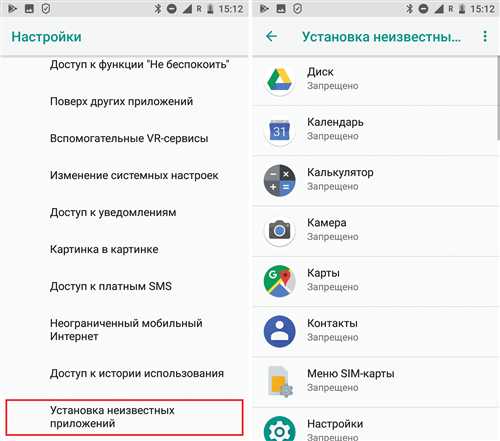 R 15:12
Настройки
Доступ к функции "Не беспокоить"
Поверх других приложений
Вспомогательные VR-сервисы
Изменение системных настроек
Доступ к уведомлениям
Картинка в картинке
Доступ к платным SMS
Неограниченный мобильный
Интернет
Доступ к истории использования
Установка неизвестных
приложений
R 15:12
Установка неизвестны...
Диск
Запрещено
Календарь
31
Запрещено
Калькулятор
Запрещено
Камера
Запрещено
Карты
Запрещено
Контакты
Запрещено
Меню SIM-карты
Запрещено
Настройки
Запрещено